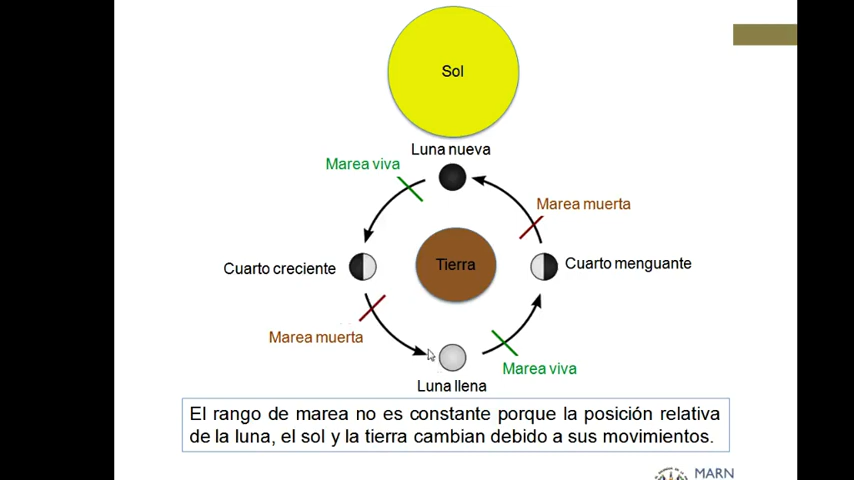 Sol
Luna nueva
Marea viva
Marea muerta
Cuarto creciente
Tierra
Cuarto menguante
Marea muerta
Marea viva
Luna llena
El rango de marea no es constante porque la posición relativa
de la luna, el sol y la tierra cambian debido a sus movimientos.
MARN